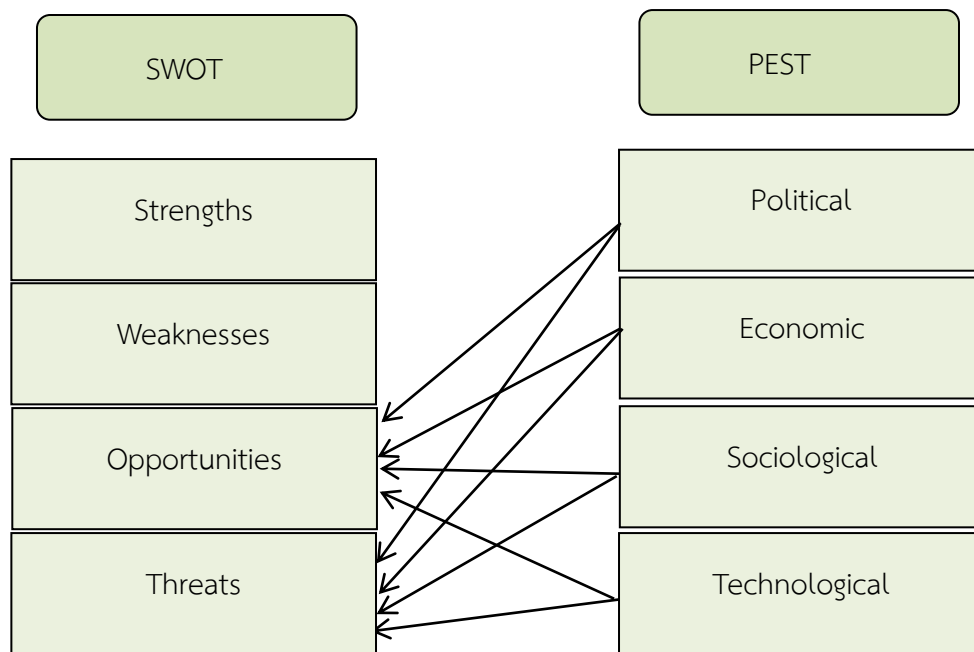 SWOT
PEST
Strengths
Political
Weaknesses
Economic
Opportunities
Sociological
Threats
Technological